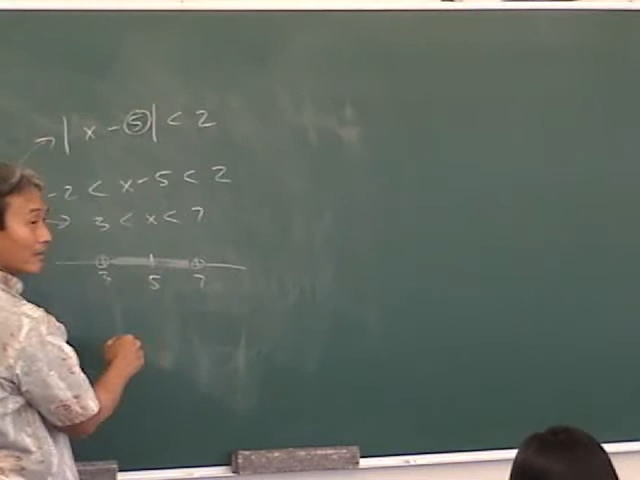 → | x - 5 | < 2
-2 < x - 5 < 2
→ 3 < x < 7
3 5 7